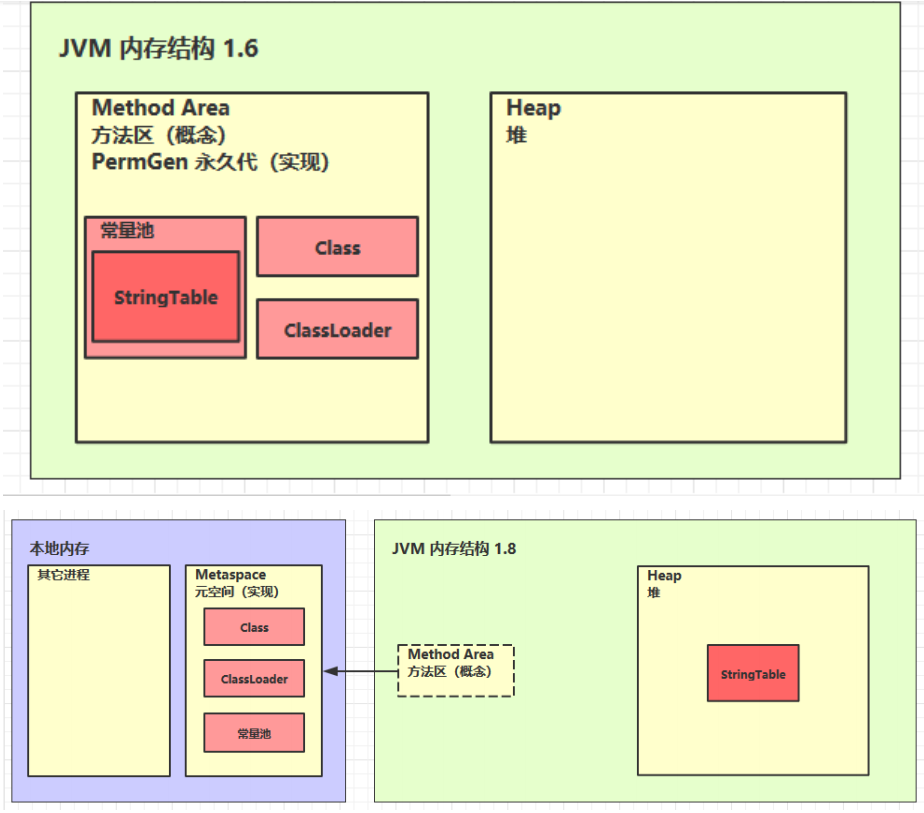 JVM 内存结构 1.6
Method Area
方法区（概念）
PermGen 永久代（实现）
常量池
StringTable
Class
ClassLoader
Heap
堆
本地内存
其它进程
Metaspace
元空间（实现）
Class
ClassLoader
常量池
JVM 内存结构 1.8
Method Area
方法区（概念）
Heap
堆
StringTable